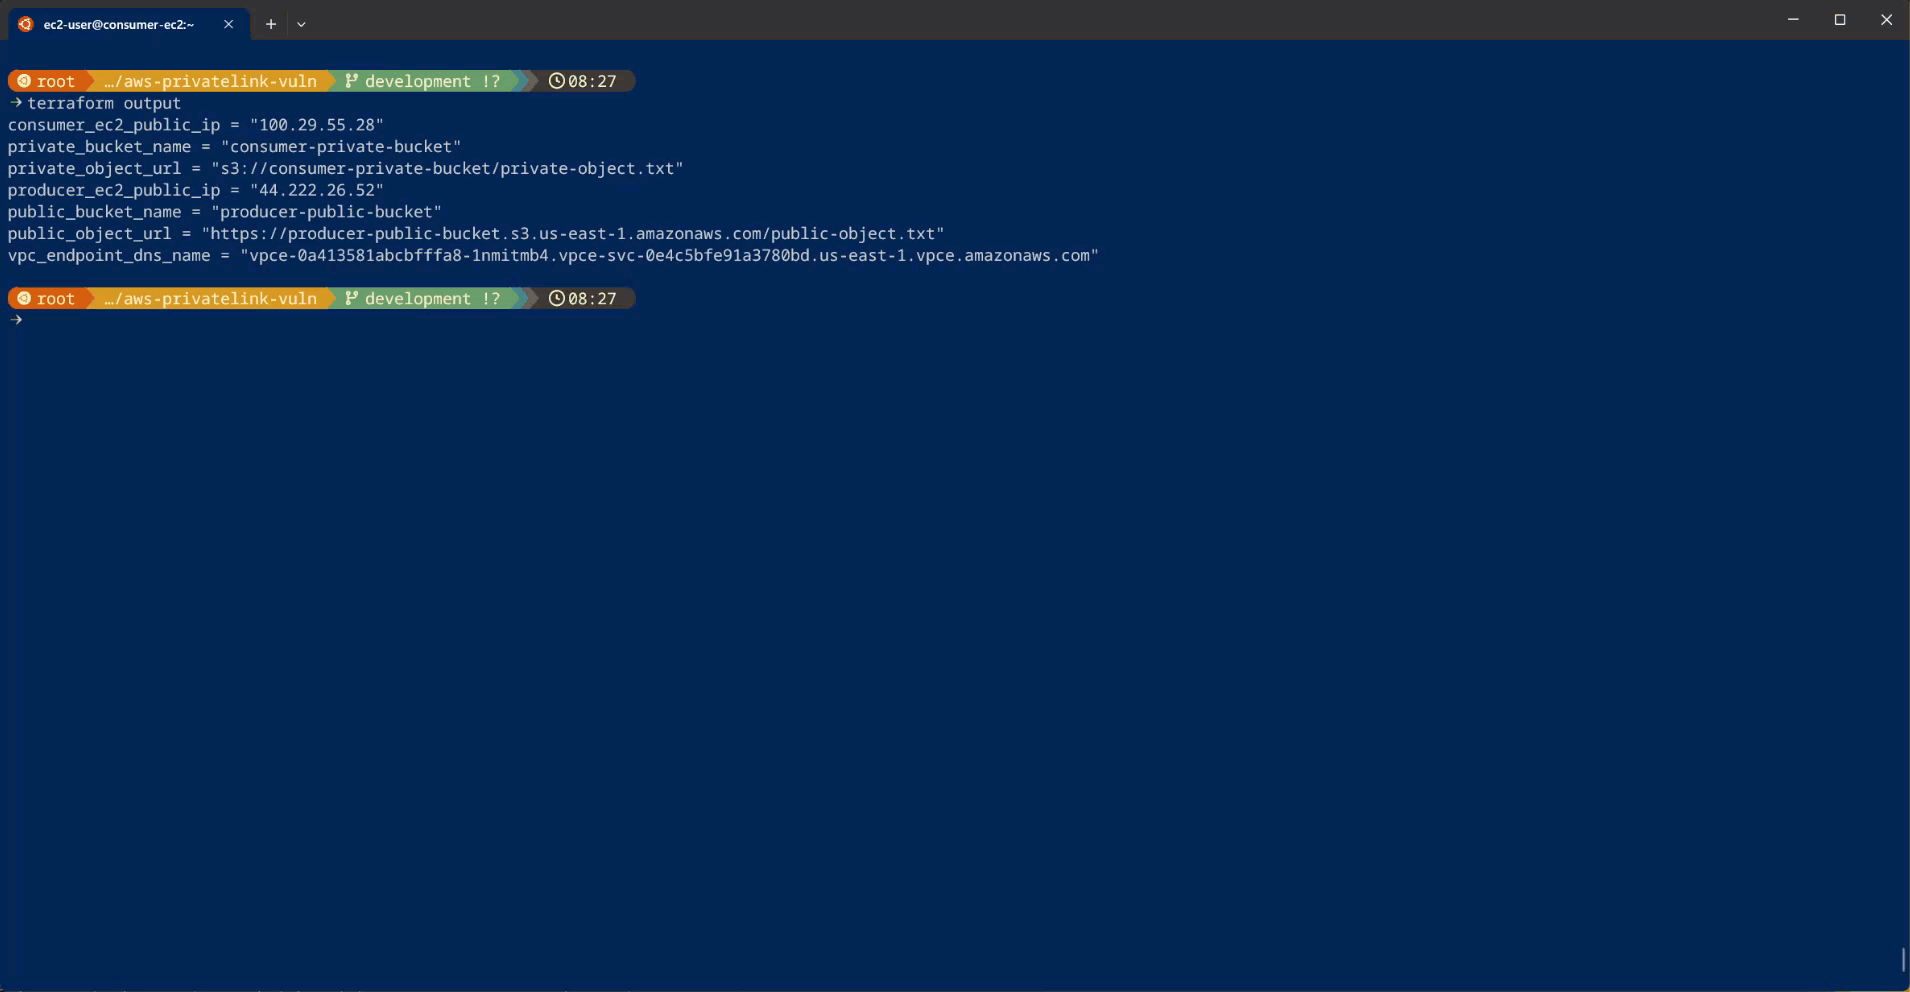 ec2-user@consumer-ec2:~
root …/aws-privatelink-vuln development !? 08:27
→ terraform output
consumer_ec2_public_ip = "100.29.55.28"
private_bucket_name = "consumer-private-bucket"
private_object_url = "s3://consumer-private-bucket/private-object.txt"
producer_ec2_public_ip = "44.222.26.52"
public_bucket_name = "producer-public-bucket"
public_object_url = "https://producer-public-bucket.s3.us-east-1.amazonaws.com/public-object.txt"
vpc_endpoint_dns_name = "vpce-0a413581abcbfffa8-1nmitmb4.vpce-svc-0e4c5bfe91a3780bd.us-east-1.vpce.amazonaws.com"
root …/aws-privatelink-vuln development !? 08:27
→